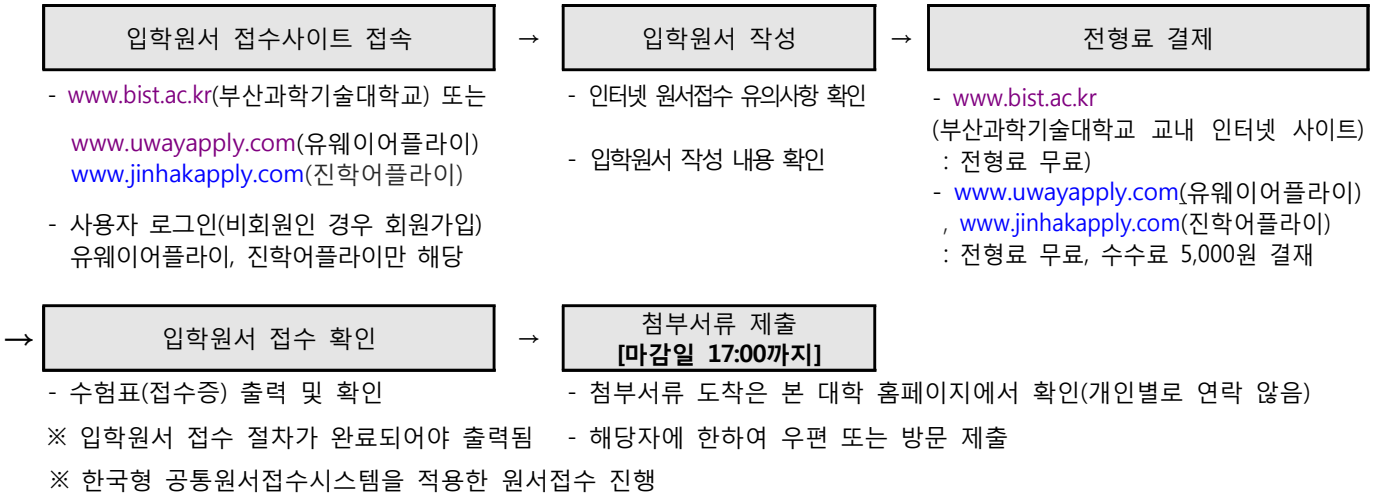 입학원서 접수사이트 접속 → 입학원서 작성 → 전형료 결제
- www.bist.ac.kr(부산과학기술대학교) 또는
www.uwayapply.com(유웨이어플라이)
www.jinhakapply.com(진학어플라이)
- 사용자 로그인(비회원인 경우 회원가입)
유웨이어플라이, 진학어플라이만 해당
- 인터넷 원서접수 유의사항 확인
- 입학원서 작성 내용 확인
- www.bist.ac.kr
(부산과학기술대학교 교내 인터넷 사이트)
: 전형료 무료)
- www.uwayapply.com(유웨이어플라이)
, www.jinhakapply.com(진학어플라이)
: 전형료 무료, 수수료 5,000원 결재
→ 입학원서 접수 확인 → 첨부서류 제출
[마감일 17:00까지]
- 수험표(접수증) 출력 및 확인
※ 입학원서 접수 절차가 완료되어야 출력됨
- 첨부서류 도착은 본 대학 홈페이지에서 확인(개인별로 연락 않음)
- 해당자에 한하여 우편 또는 방문 제출
※ 한국형 공통원서접수시스템을 적용한 원서접수 진행